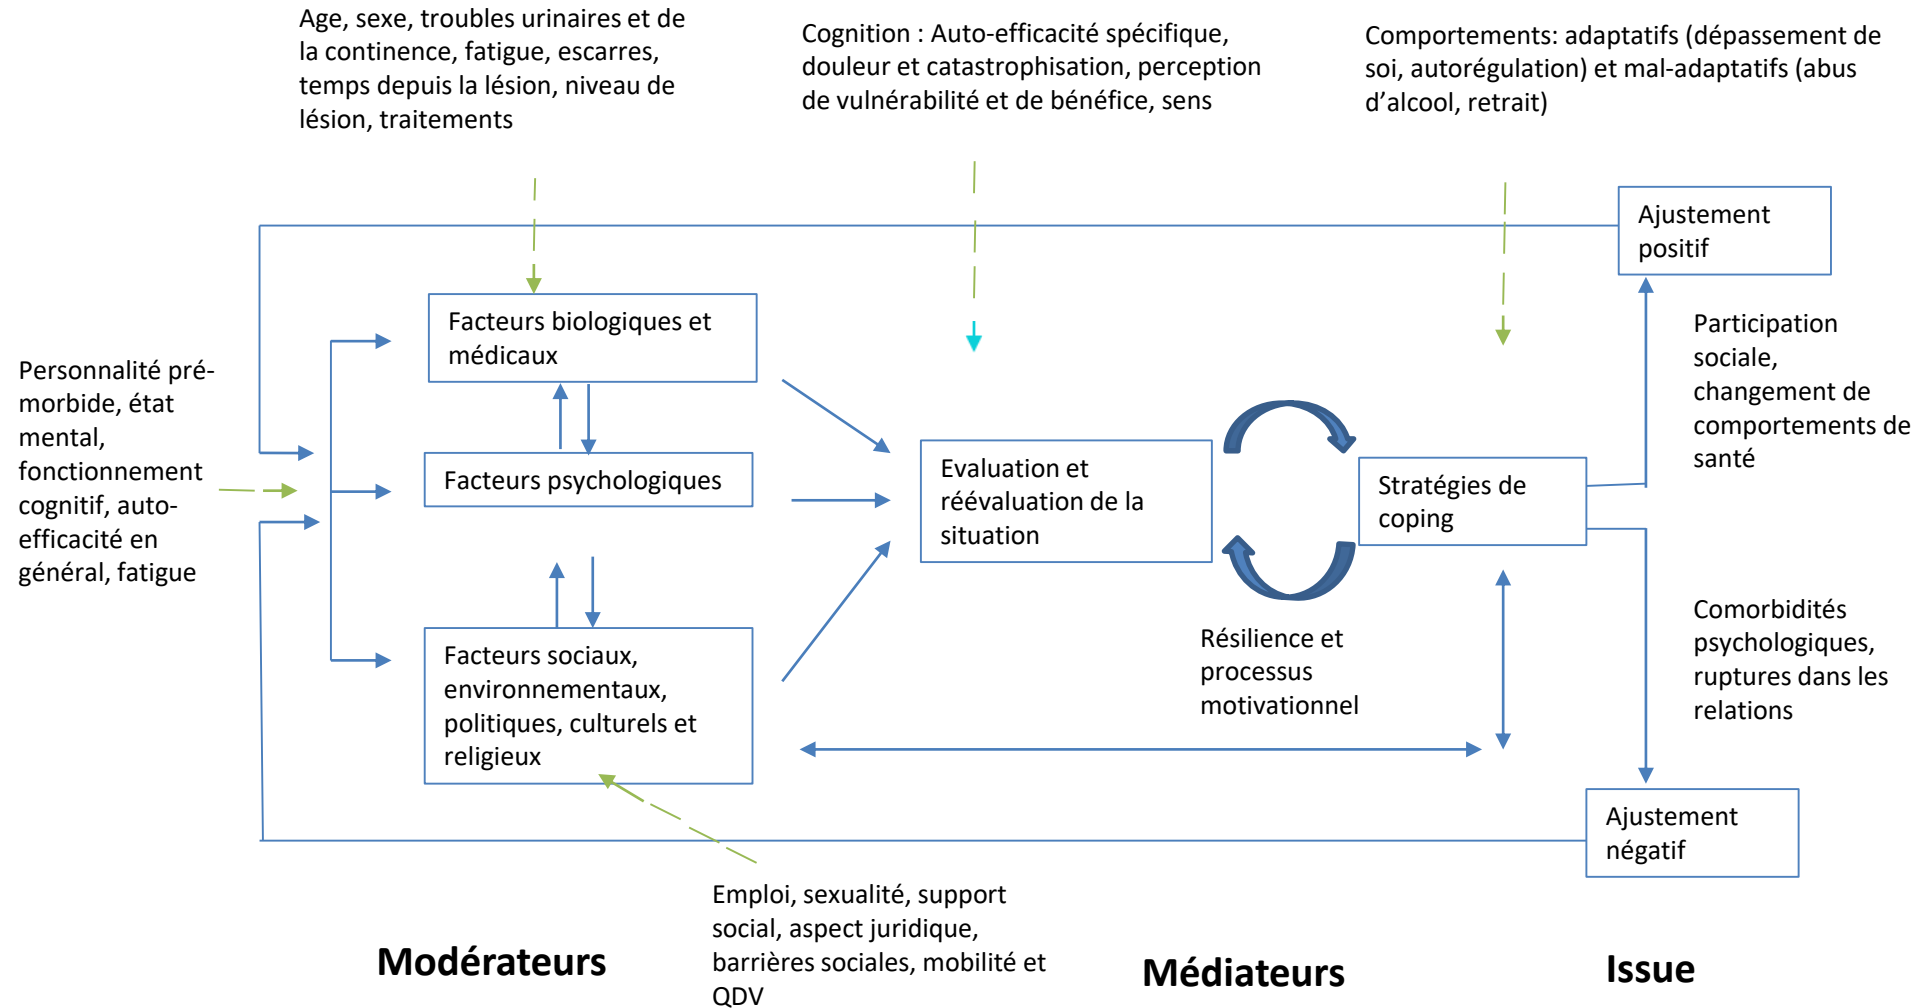 Age, sexe, troubles urinaires et de
la continence, fatigue, escarres,
temps depuis la lésion, niveau de
lésion, traitements
Cognition : Auto-efficacité spécifique,
douleur et catastrophisation, perception
de vulnérabilité et de bénéfice, sens
Comportements: adaptatifs (dépassement de
soi, autorégulation) et mal-adaptatifs (abus
d’alcool, retrait)
Ajustement
positif
Facteurs biologiques et
médicaux
Participation
sociale,
changement de
comportements de
santé
Personnalité pré-
morbide, état
mental,
fonctionnement
cognitif, auto-
efficacité en
général, fatigue
Facteurs psychologiques
Evaluation et
réévaluation de la
situation
Stratégies de
coping
Résilience et
processus
motivationnel
Comorbidités
psychologiques,
ruptures dans les
relations
Facteurs sociaux,
environnementaux,
politiques, culturels et
religieux
Ajustement
négatif
Emploi, sexualité, support
social, aspect juridique,
barrières sociales, mobilité et
QDV
Modérateurs
Médiateurs
Issue